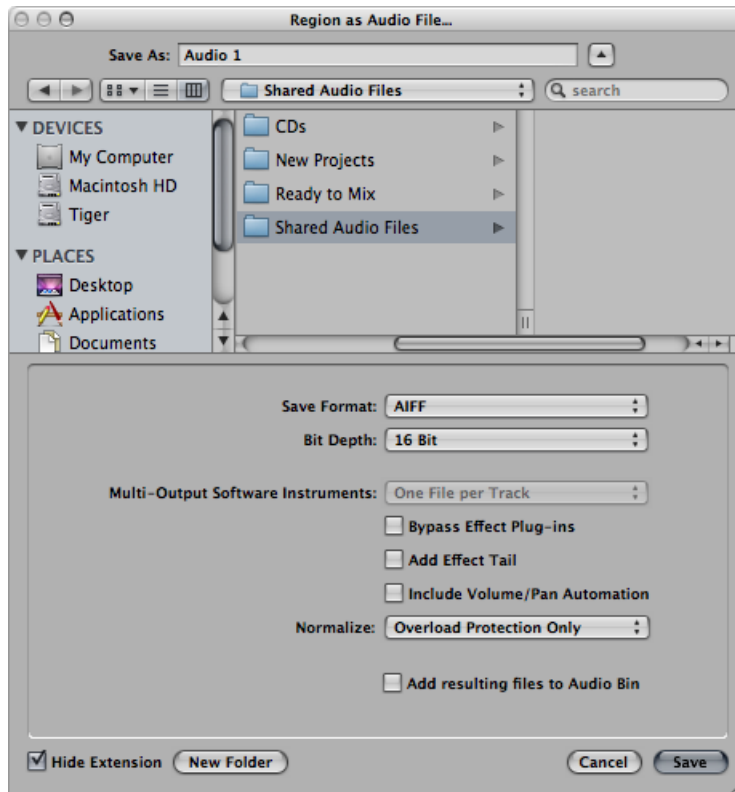 Region as Audio File...
Save As: Audio 1
Shared Audio Files
search
DEVICES
My Computer
Macintosh HD
Tiger
PLACES
Desktop
Applications
Documents
CDs
New Projects
Ready to Mix
Shared Audio Files
Save Format: AIFF
Bit Depth: 16 Bit
Multi-Output Software Instruments: One File per Track
Bypass Effect Plug-ins
Add Effect Tail
Include Volume/Pan Automation
Normalize: Overload Protection Only
Add resulting files to Audio Bin
Hide Extension New Folder Cancel Save